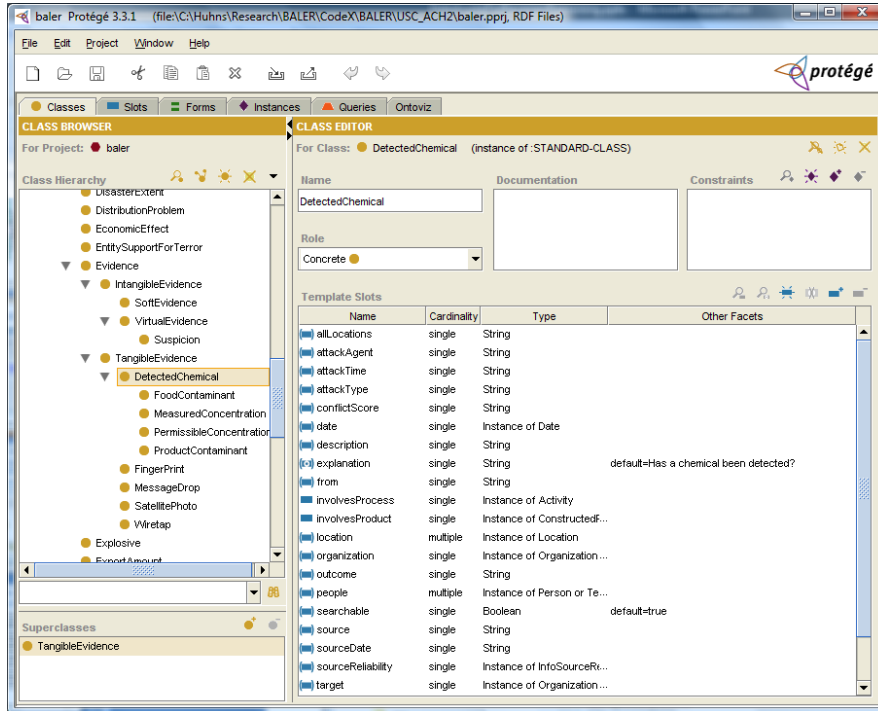 baler Protégé 3.3.1 (file:\C:\Huhns\Research\BALER\CodeX\BALER\USC_ACH2\baler.pprj, RDF Files)
File Edit Project Window Help
protégé
Classes Slots Forms Instances Queries Ontoviz
CLASS BROWSER
For Project: baler
Class Hierarchy
DisasterExtent
DistributionProblem
EconomicEffect
EntitySupportForTerror
Evidence
IntangibleEvidence
SoftEvidence
VirtualEvidence
Suspicion
TangibleEvidence
DetectedChemical
FoodContaminant
MeasuredConcentration
PermissibleConcentration
ProductContaminant
FingerPrint
MessageDrop
SatellitePhoto
Wiretap
Explosive
ExportAmount
Superclasses
TangibleEvidence
CLASS EDITOR
For Class: DetectedChemical (instance of :STANDARD-CLASS)
Name Documentation Constraints
DetectedChemical
Role
Concrete
Template Slots
Name Cardinality Type Other Facets
allLocations single String
attackAgent single String
attackTime single String
attackType single String
conflictScore single String
date single Instance of Date
description single String
explanation single String default=Has a chemical been detected?
from single String
involvesProcess single Instance of Activity
involvesProduct single Instance of ConstructedF...
location multiple Instance of Location
organization single Instance of Organization ...
outcome single String
people multiple Instance of Person or Te...
searchable single Boolean default=true
source single String
sourceDate single String
sourceReliability single Instance of InfoSourceRe...
target single Instance of Organization ...